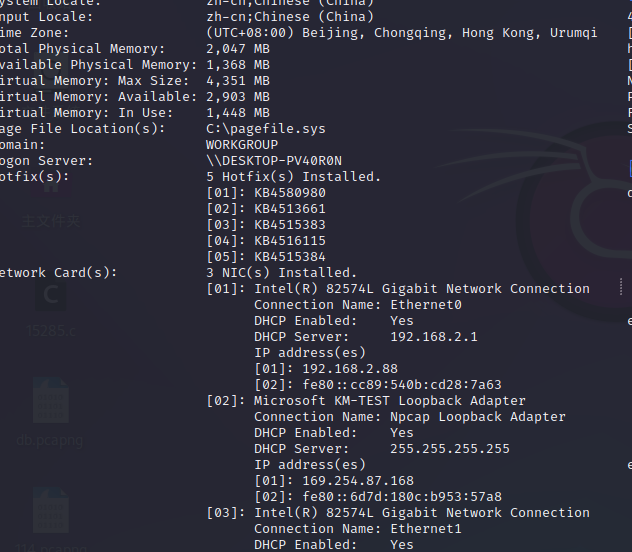 ystem Locale: zh-cn;Chinese (China)
nput Locale: zh-cn;Chinese (China)
ime Zone: (UTC+08:00) Beijing, Chongqing, Hong Kong, Urumqi
otal Physical Memory: 2,047 MB
vailable Physical Memory: 1,368 MB
irtual Memory: Max Size: 4,351 MB
irtual Memory: Available: 2,903 MB
irtual Memory: In Use: 1,448 MB
age File Location(s): C:\pagefile.sys
omain: WORKGROUP
ogon Server: \\DESKTOP-PV40R0N
otfix(s): 5 Hotfix(s) Installed.
[01]: KB4580980
[02]: KB4513661
[03]: KB4515383
[04]: KB4516115
[05]: KB4515384
etwork Card(s): 3 NIC(s) Installed.
[01]: Intel(R) 82574L Gigabit Network Connection
Connection Name: Ethernet0
DHCP Enabled: Yes
DHCP Server: 192.168.2.1
IP address(es)
[01]: 192.168.2.88
[02]: fe80::cc89:540b:cd28:7a63
[02]: Microsoft KM-TEST Loopback Adapter
Connection Name: Npcap Loopback Adapter
DHCP Enabled: Yes
DHCP Server: 255.255.255.255
IP address(es)
[01]: 169.254.87.168
[02]: fe80::6d7d:180c:b953:57a8
[03]: Intel(R) 82574L Gigabit Network Connection
Connection Name: Ethernet1
DHCP Enabled: Yes
主文件夹
15285.c
db.pcapng